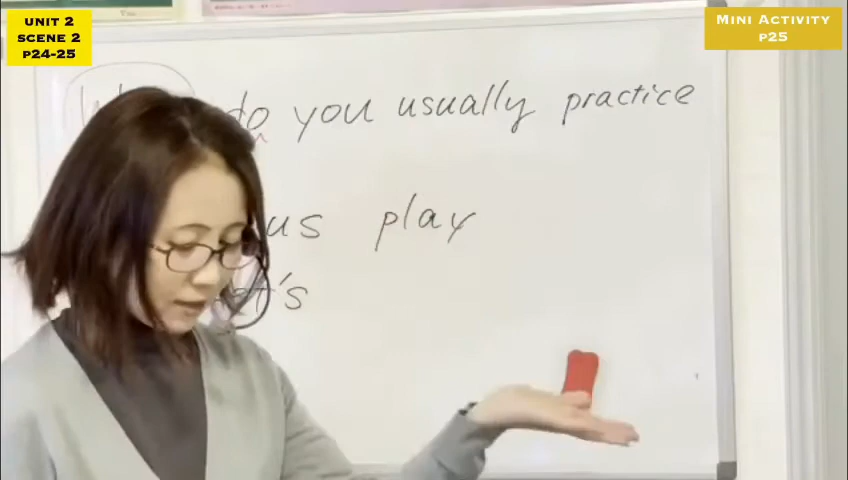 UNIT 2
SCENE 2
P24-25
MINI ACTIVITY
P25
do you usually practice
us play
's